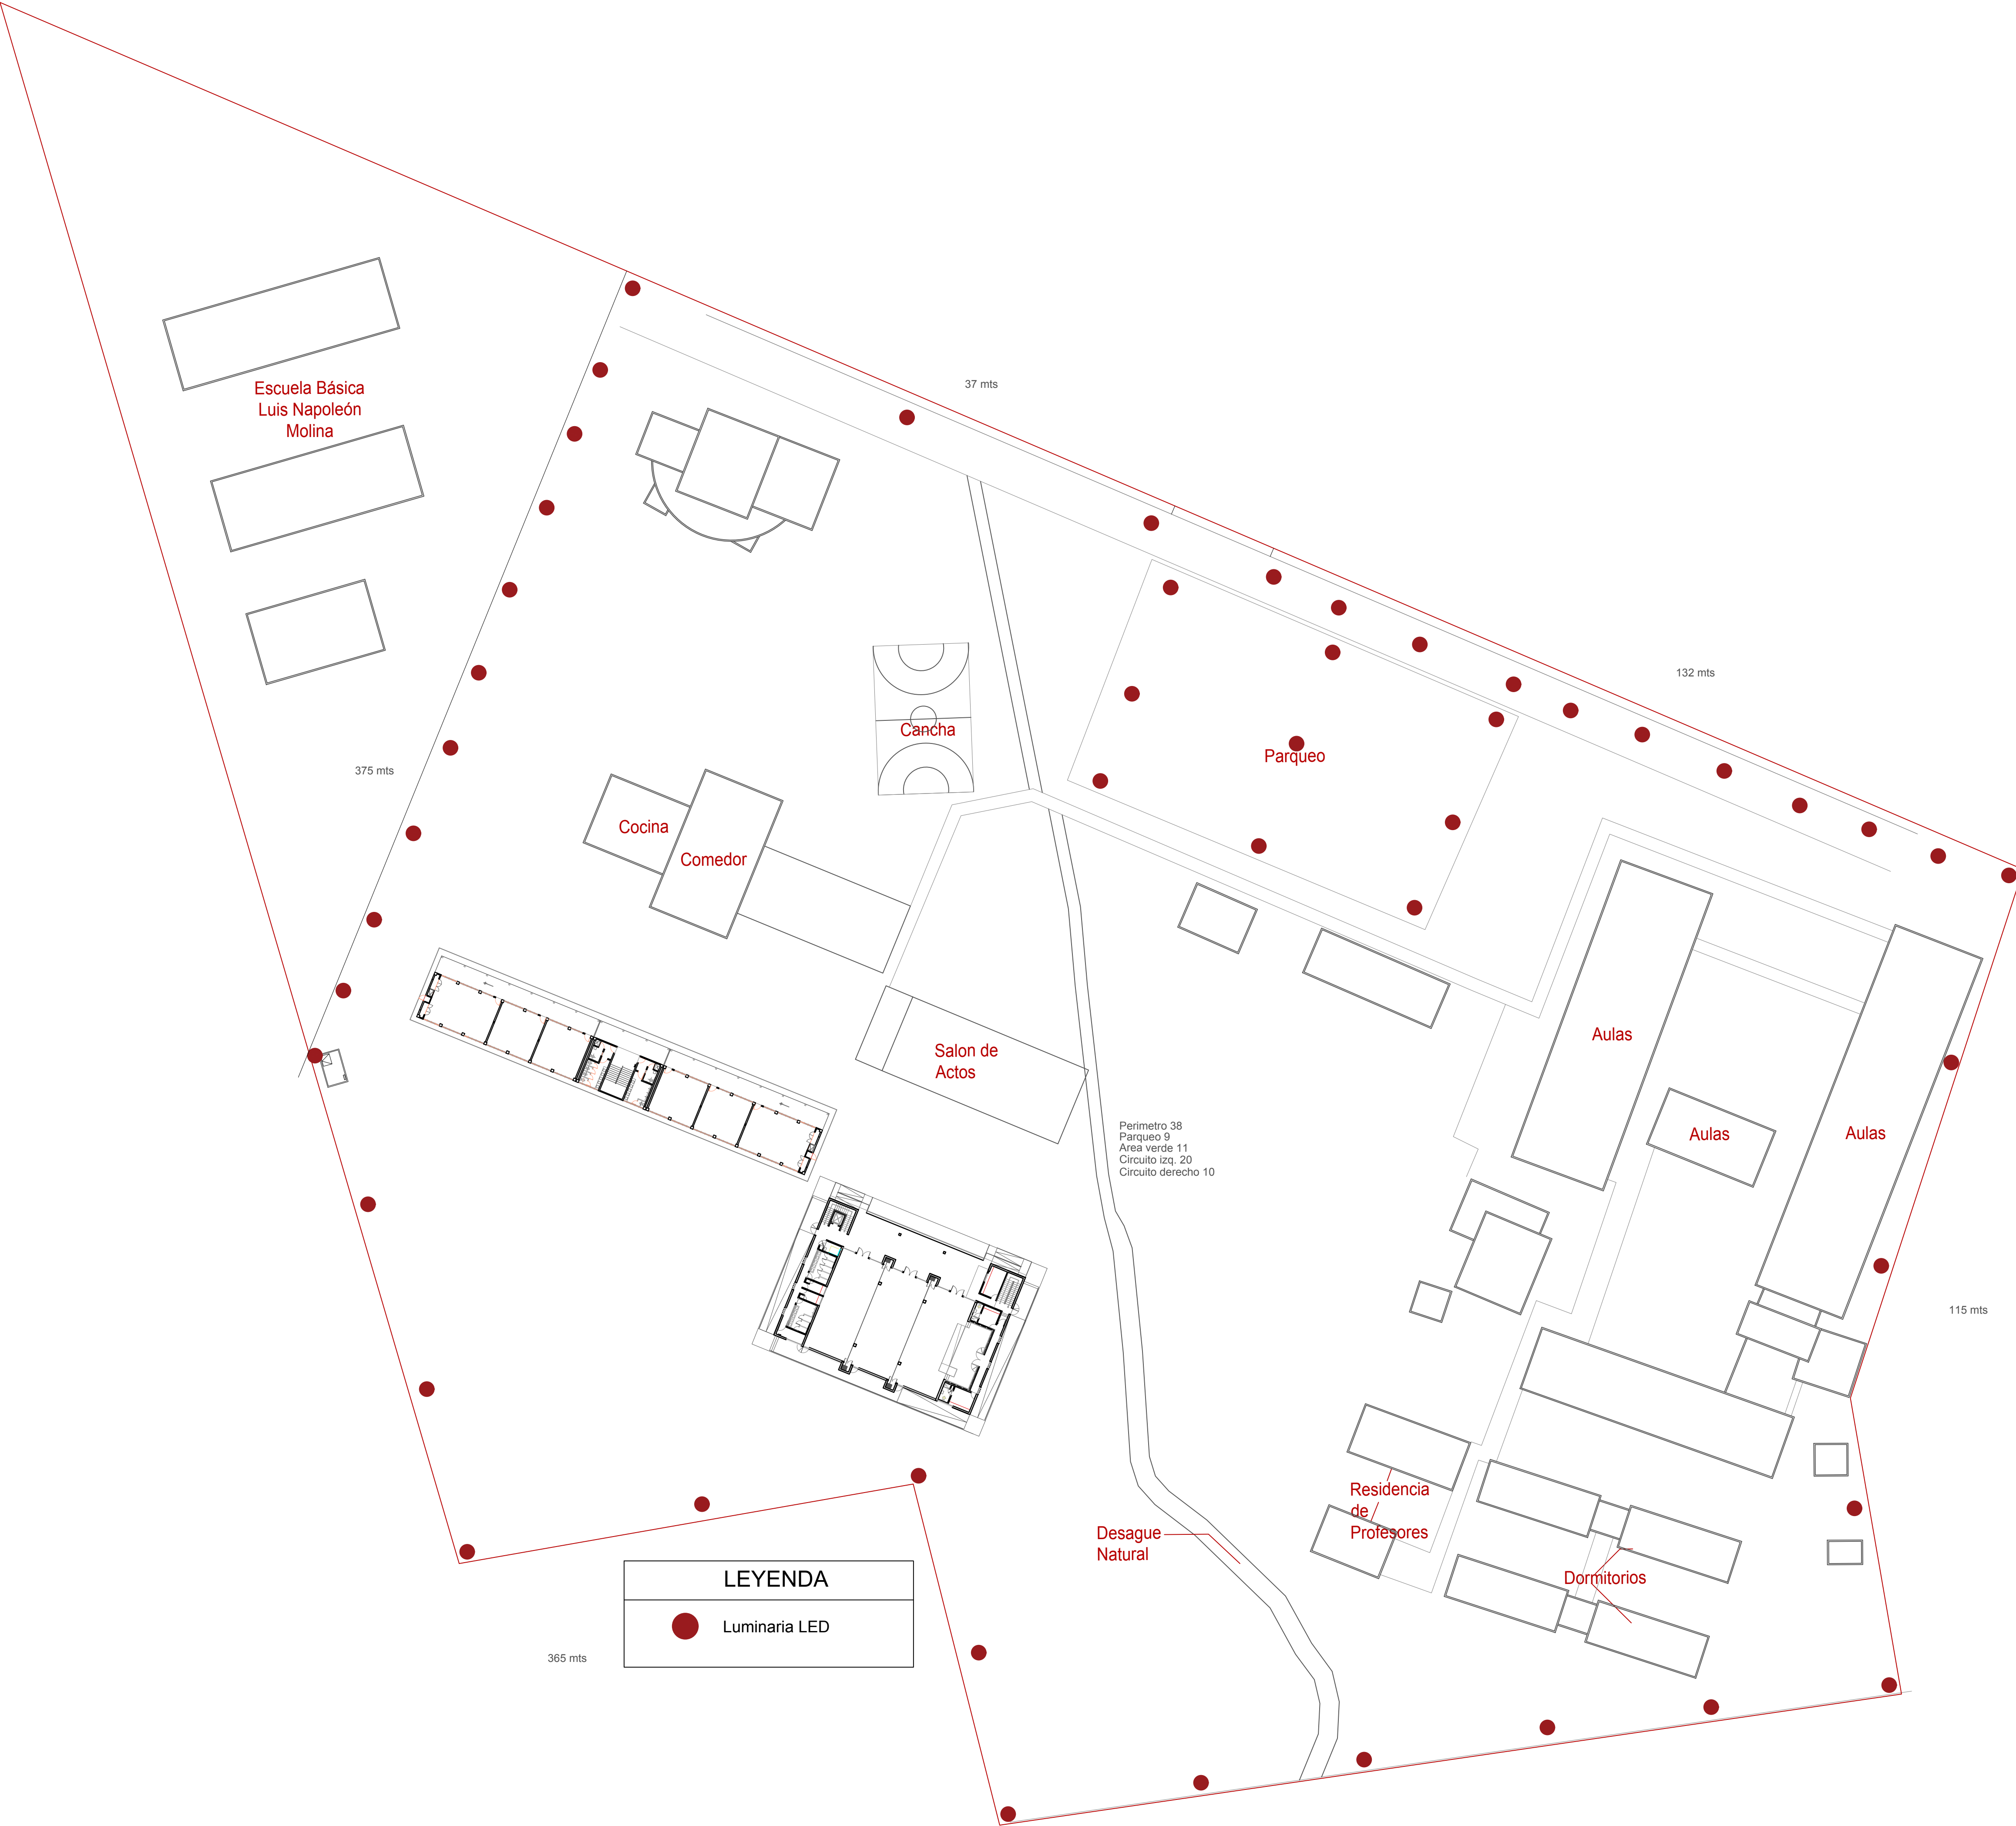 Escuela Básica
Luis Napoleón
Molina
37 mts
132 mts
Cancha
Parqueo
375 mts
Cocina
Comedor
Salon de
Actos
Aulas
Aulas
Aulas
Perimetro 38
Parqueo 9
Area verde 11
Circuito izq. 20
Circuito derecho 10
115 mts
Residencia
de
Profesores
Desague
Natural
Dormitorios
LEYENDA
Luminaria LED
365 mts